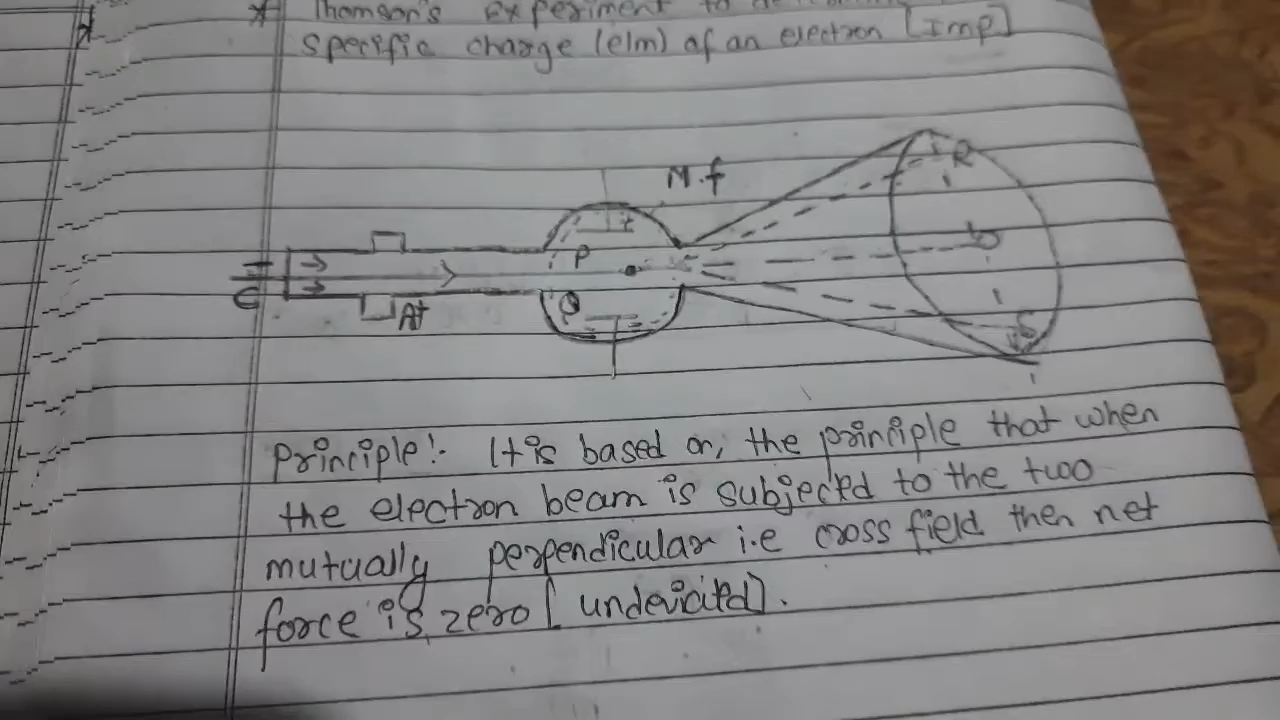 * Thomson's experiment to
specific charge (e/m) of an electron [Imp]
M.f
R
P
Q
At
C
S
Principle:- It is based on, the principle that when
the electron beam is subjected to the two
mutually perpendicular i.e cross field then net
force is zero [undeviated].